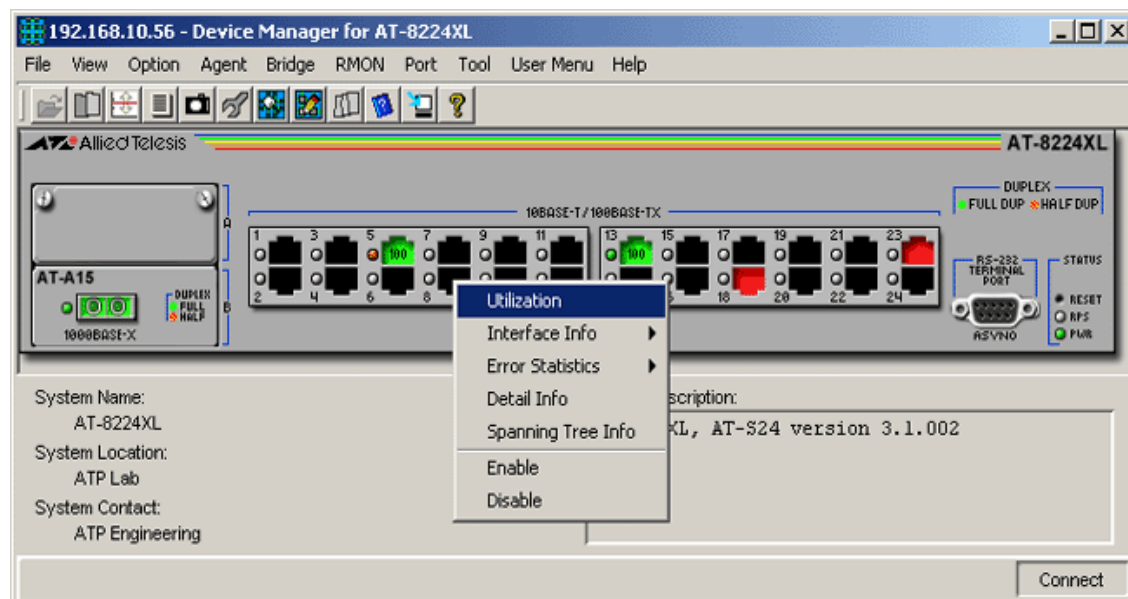 192.168.10.56 - Device Manager for AT-8224XL
File View Option Agent Bridge RMON Port Tool User Menu Help
Allied Telesis
AT-8224XL
DUPLEX
FULL DUP HALF DUP
10BASE-T/100BASE-TX
A
1 3 5 7 9 11 13 15 17 19 21 23
100 100
RS-232
TERMINAL
PORT
STATUS
AT-A15
DUPLEX
FULL
HALF
B
2 4 6 8 18 20 22 24
RESET
RPS
PWR
1000BASE-X
ASYNC
Utilization
Interface Info
Error Statistics
Detail Info
Spanning Tree Info
Enable
Disable
System Name:
AT-8224XL
System Location:
ATP Lab
System Contact:
ATP Engineering
scription:
XL, AT-S24 version 3.1.002
Connect